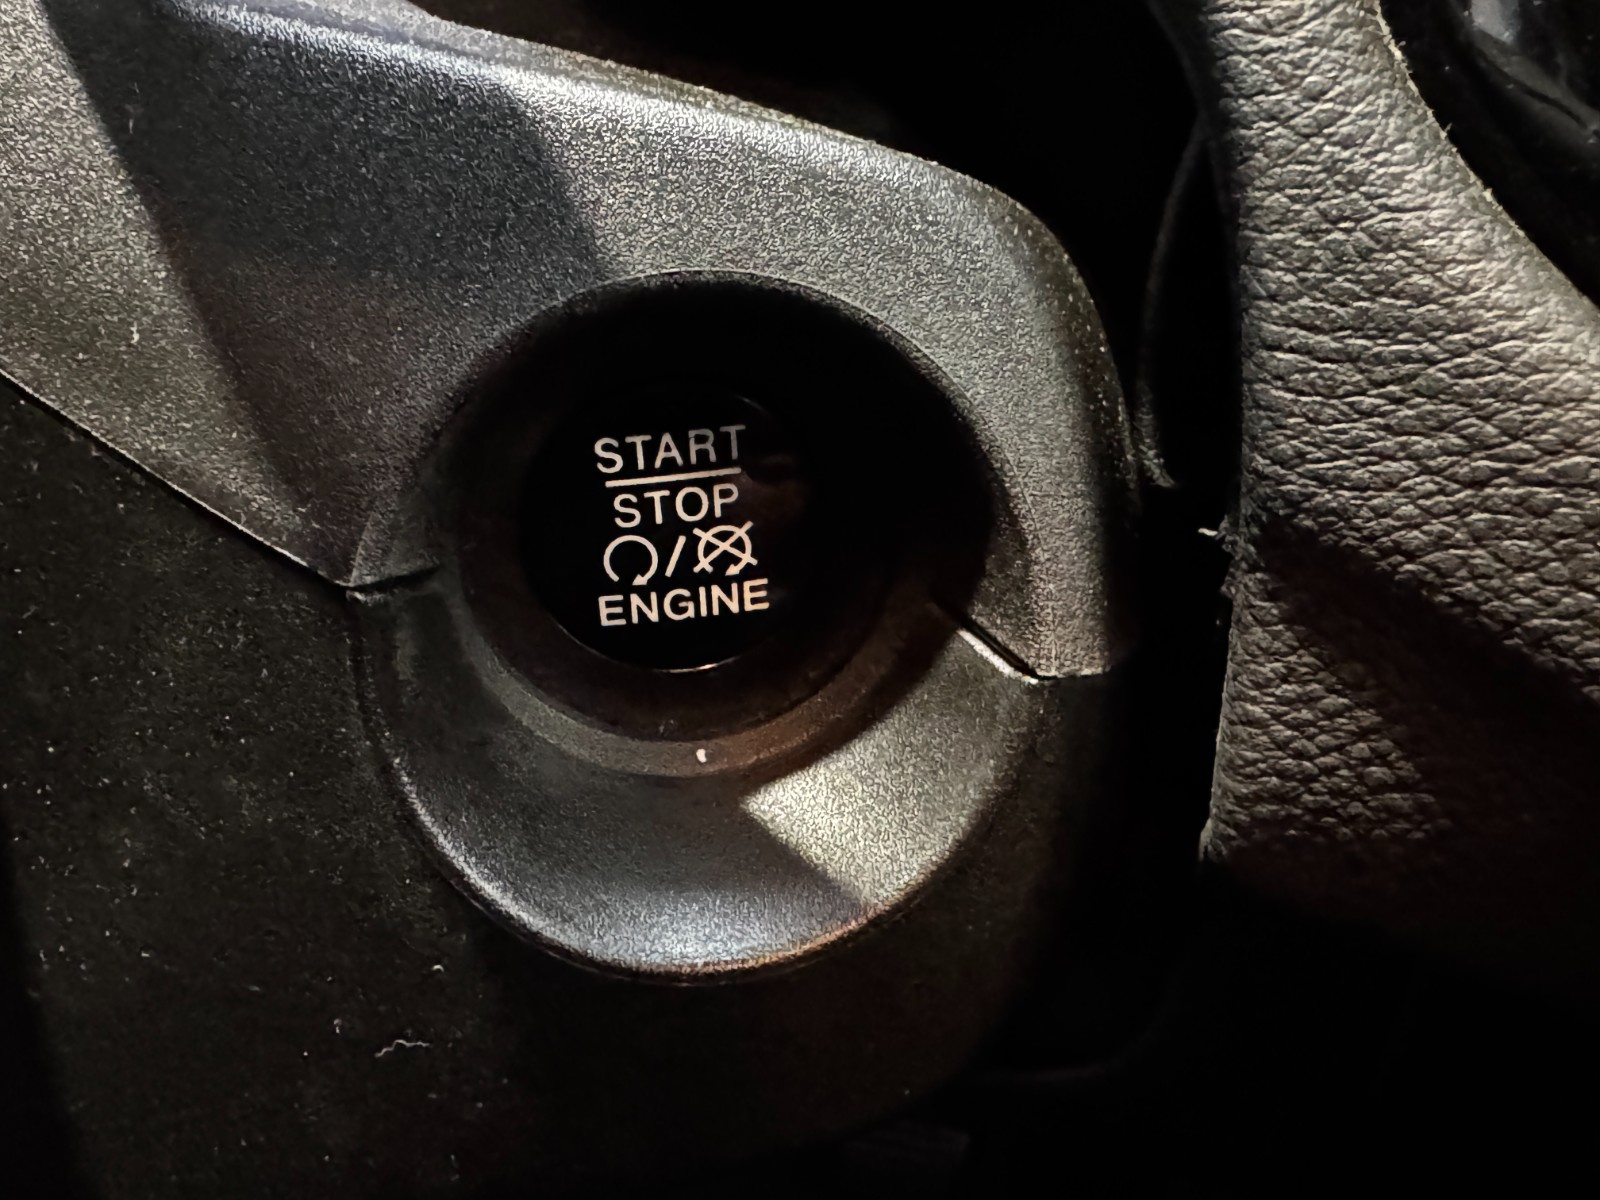 START
STOP
/
ENGINE